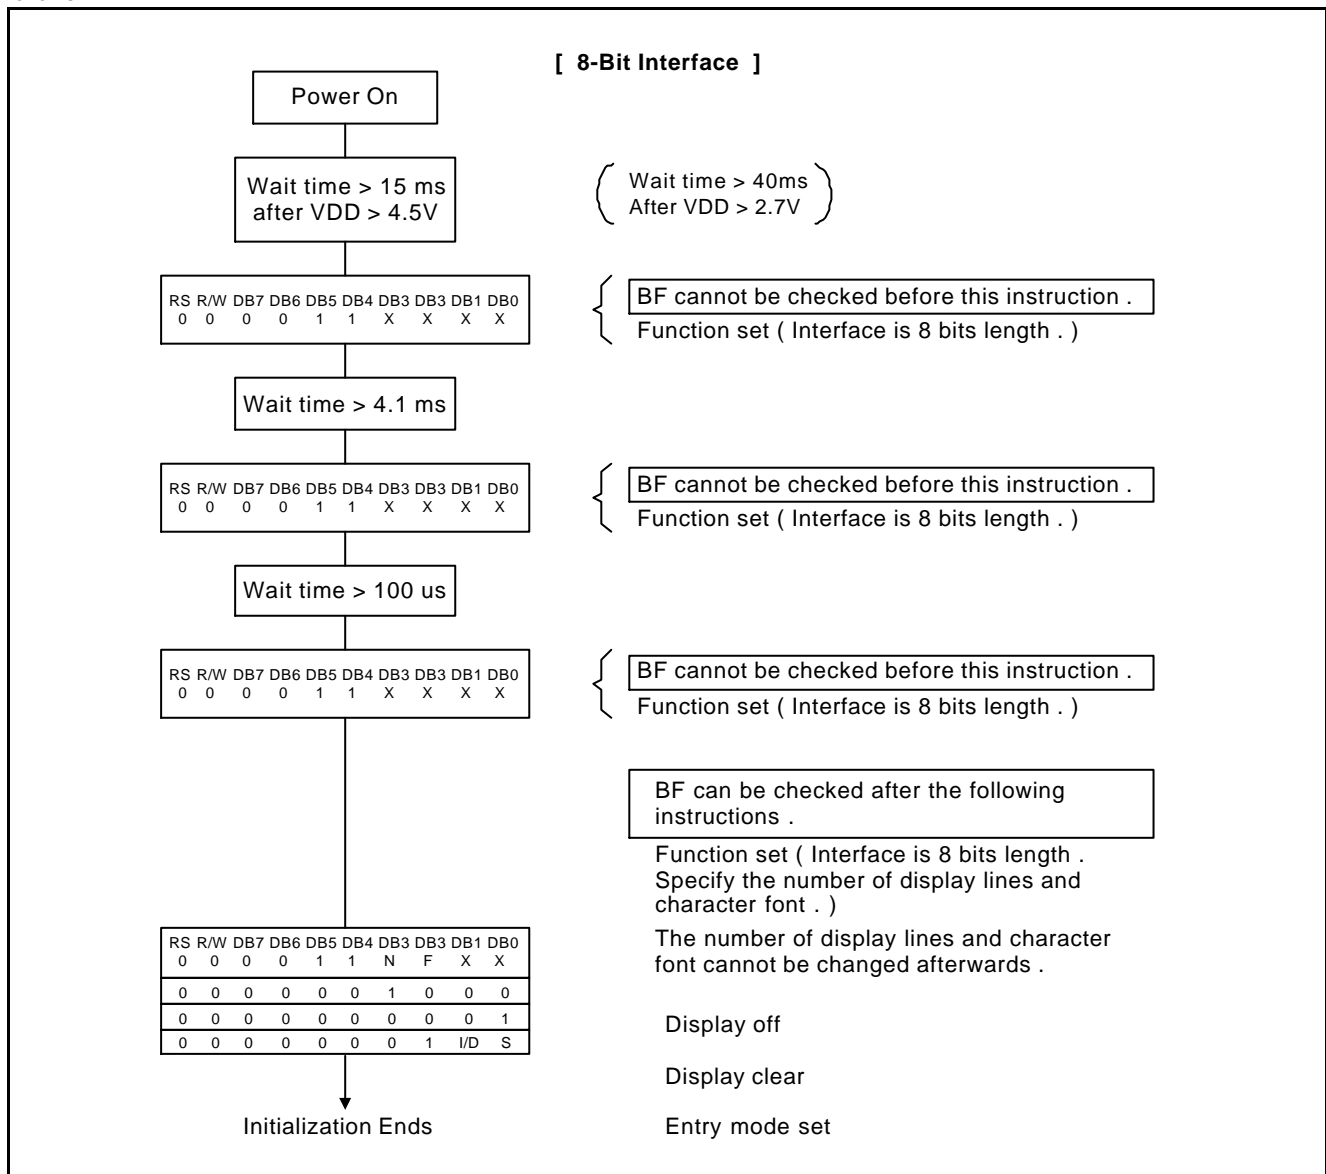 [ 8-Bit Interface ]
Power On
Wait time > 15 ms
after VDD > 4.5V
Wait time > 40ms
After VDD > 2.7V
RS R/W DB7 DB6 DB5 DB4 DB3 DB3 DB1 DB0
0 0 0 0 1 1 X X X X
BF cannot be checked before this instruction .
Function set ( Interface is 8 bits length . )
Wait time > 4.1 ms
RS R/W DB7 DB6 DB5 DB4 DB3 DB3 DB1 DB0
0 0 0 0 1 1 X X X X
BF cannot be checked before this instruction .
Function set ( Interface is 8 bits length . )
Wait time > 100 us
RS R/W DB7 DB6 DB5 DB4 DB3 DB3 DB1 DB0
0 0 0 0 1 1 X X X X
BF cannot be checked before this instruction .
Function set ( Interface is 8 bits length . )
BF can be checked after the following
instructions .
Function set ( Interface is 8 bits length .
Specify the number of display lines and
character font . )
The number of display lines and character
font cannot be changed afterwards .
RS R/W DB7 DB6 DB5 DB4 DB3 DB3 DB1 DB0
0 0 0 0 1 1 N F X X
0 0 0 0 0 0 1 0 0 0
0 0 0 0 0 0 0 0 0 1
0 0 0 0 0 0 0 1 I/D S
Display off
Display clear
Initialization Ends
Entry mode set